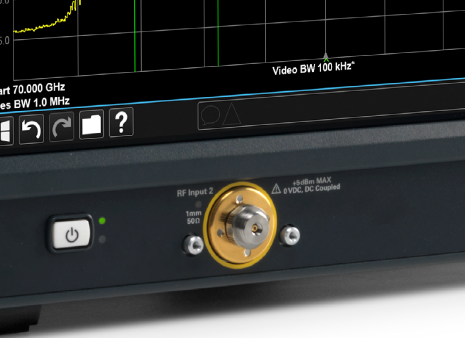 5.0
art 70.000 GHz
es BW 1.0 MHz
Video BW 100 kHz*
?
RF Input 2
1mm
50Ω
+5dBm MAX
0 VDC, DC Coupled